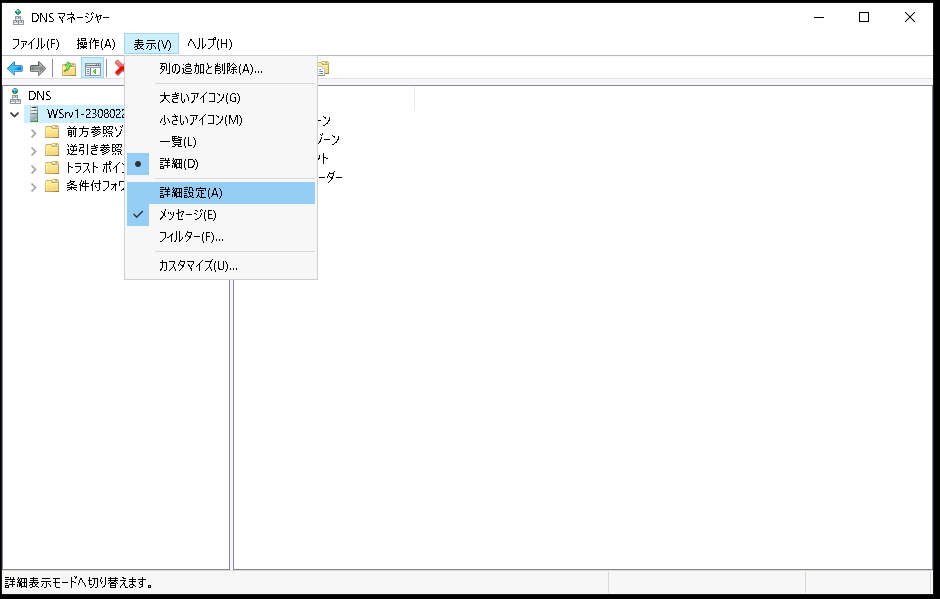 DNS マネージャー
ファイル(F) 操作(A) 表示(V) ヘルプ(H)
列の追加と削除(A)...
大きいアイコン(G)
小さいアイコン(M)
一覧(L)
詳細(D)
詳細設定(A)
メッセージ(E)
フィルター(F)...
カスタマイズ(U)...
DNS
WSrv1-2308022
前方参照ゾ
ーン
逆引き参照
ゾーン
トラスト ポイン
ント
条件付フォワ
ーダー
詳細表示モードへ切り替えます。